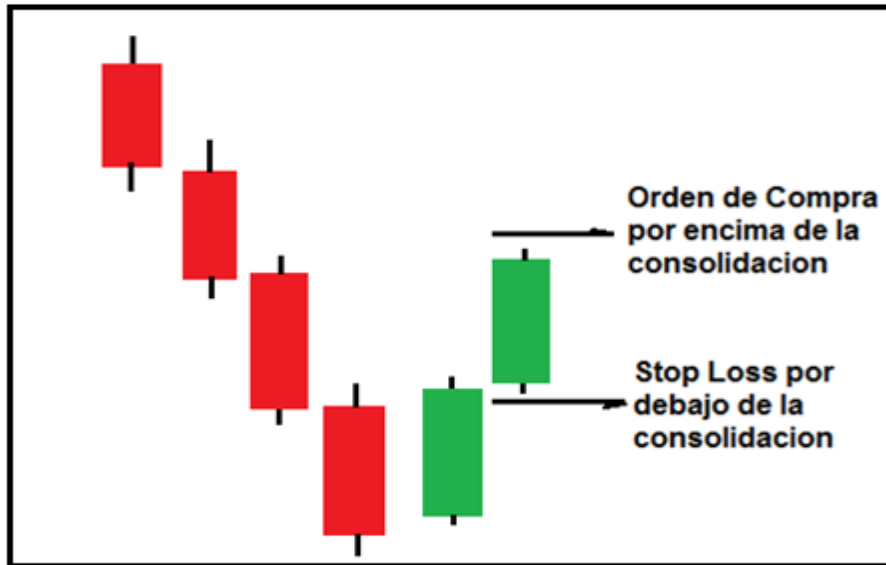 Orden de Compra
por encima de la
consolidacion
Stop Loss por
debajo de la
consolidacion